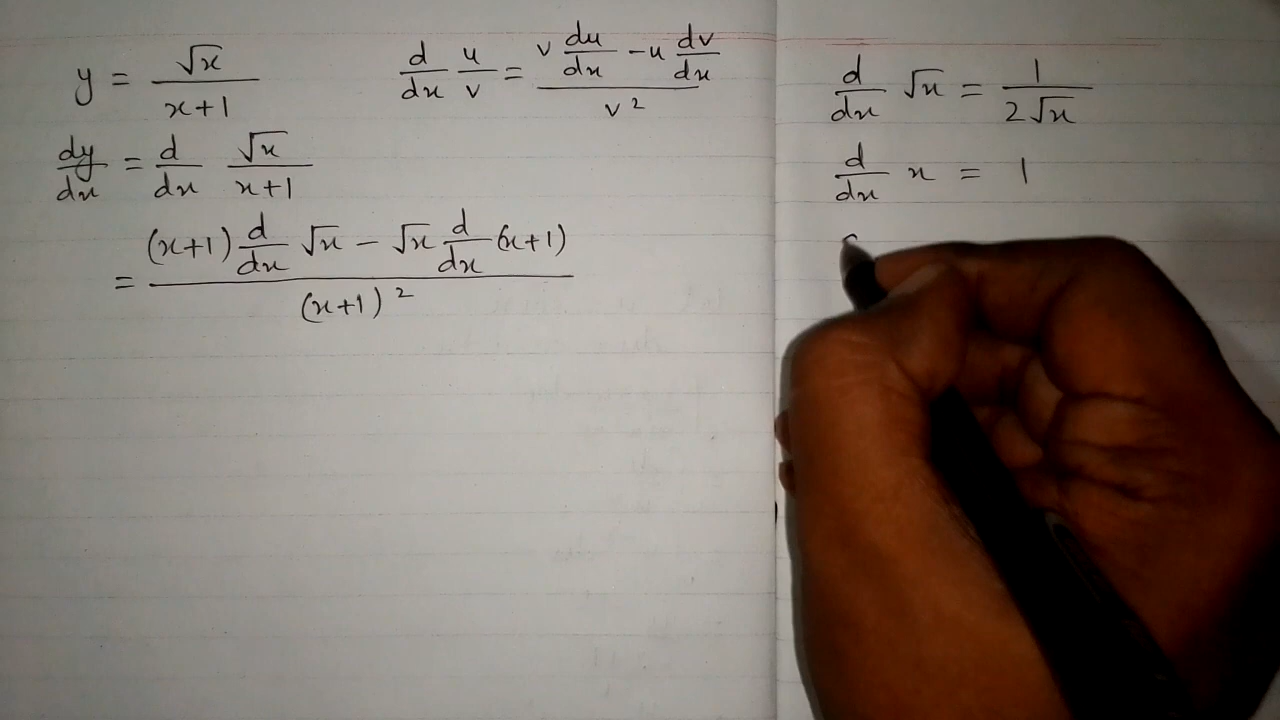 y = √x / x+1
d/dx u/v = v du/dx - u dv/dx / v²
dy/dx = d/dx √x / x+1
= (x+1) d/dx √x - √x d/dx (x+1) / (x+1)²
d/dx √x = 1 / 2√x
d/dx x = 1